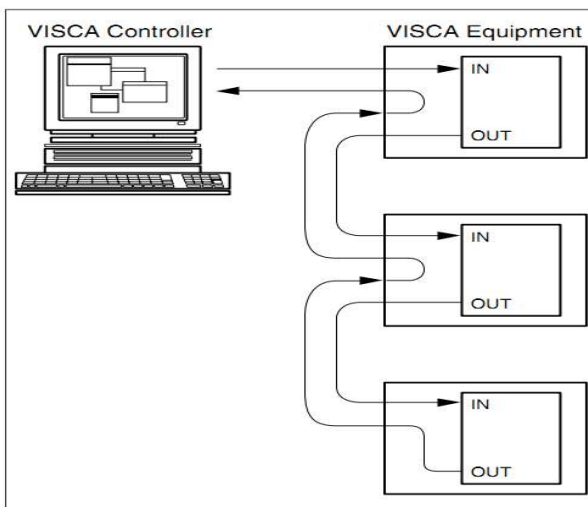 VISCA Controller
VISCA Equipment
IN
OUT
IN
OUT
IN
OUT